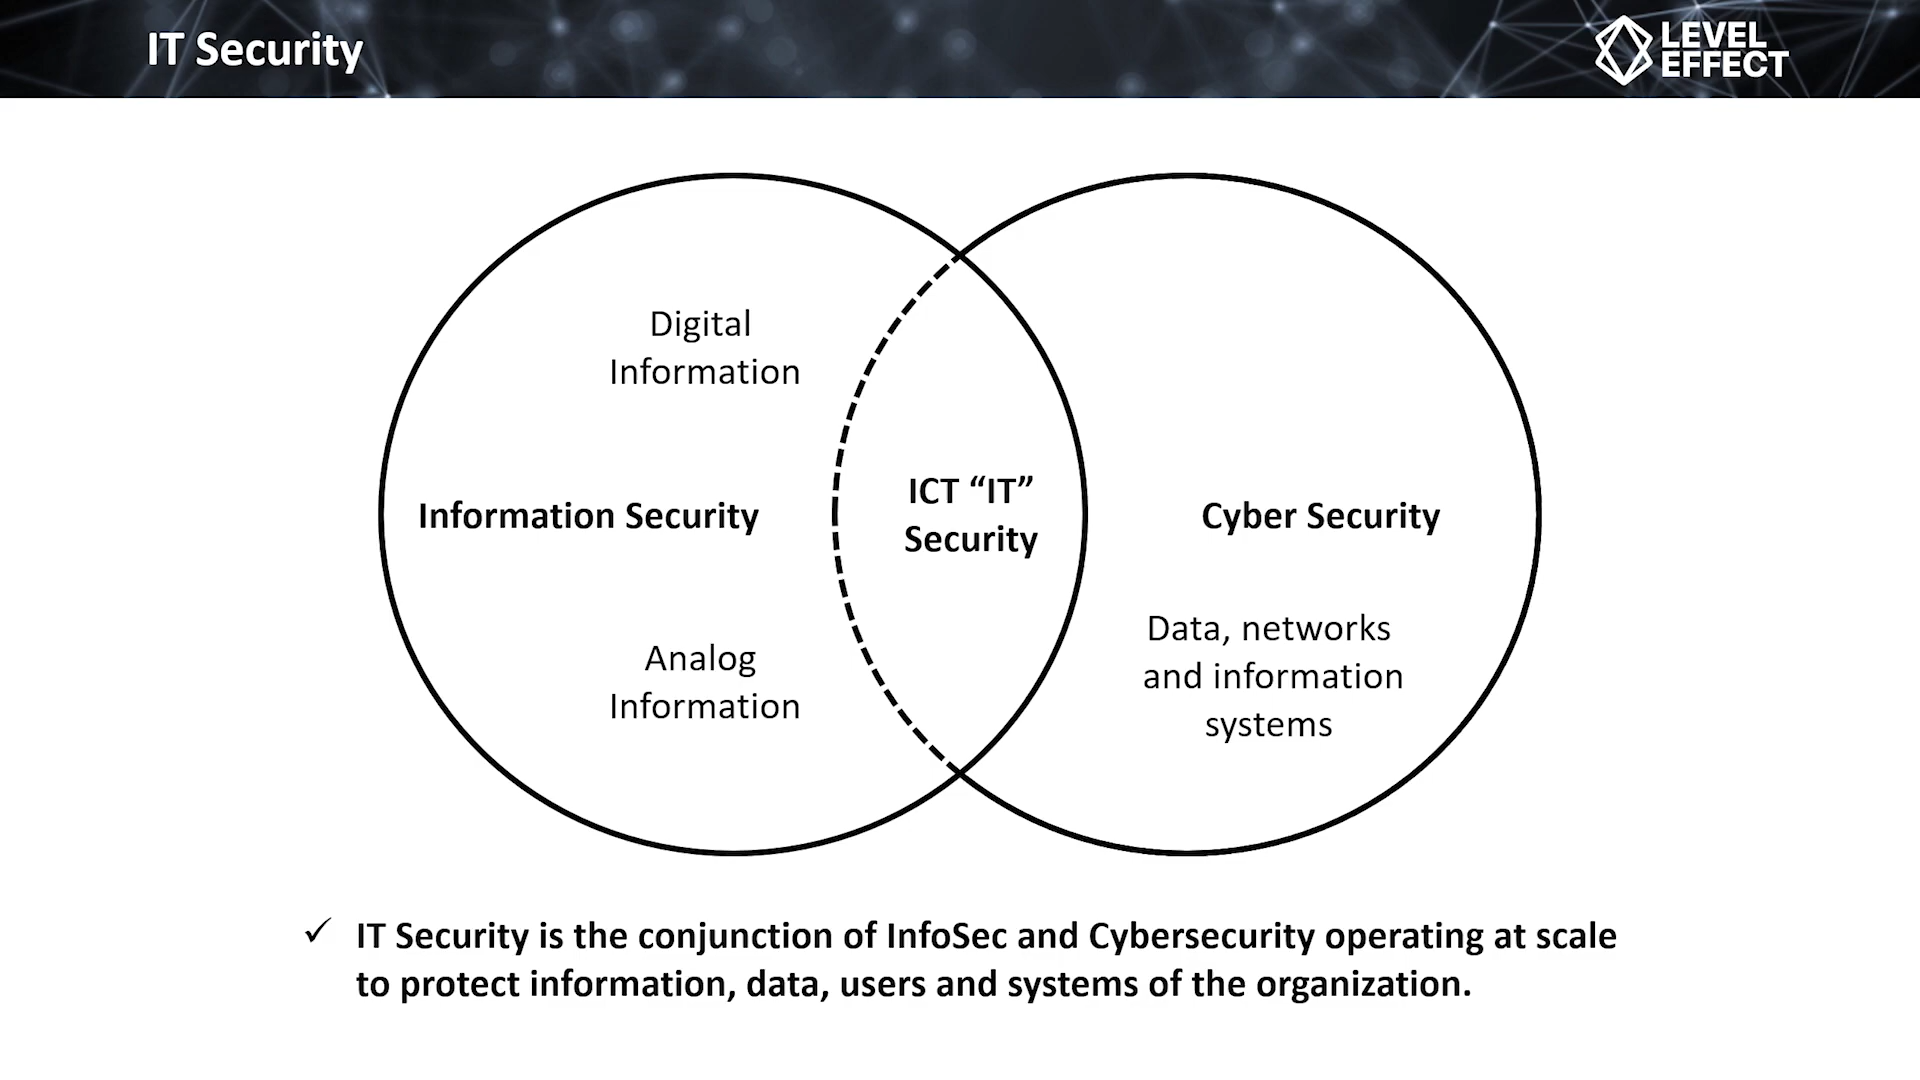 IT Security
LEVEL
EFFECT
Digital
Information
Information Security
Analog
Information
ICT “IT”
Security
Cyber Security
Data, networks
and information
systems
✓ IT Security is the conjunction of InfoSec and Cybersecurity operating at scale
to protect information, data, users and systems of the organization.